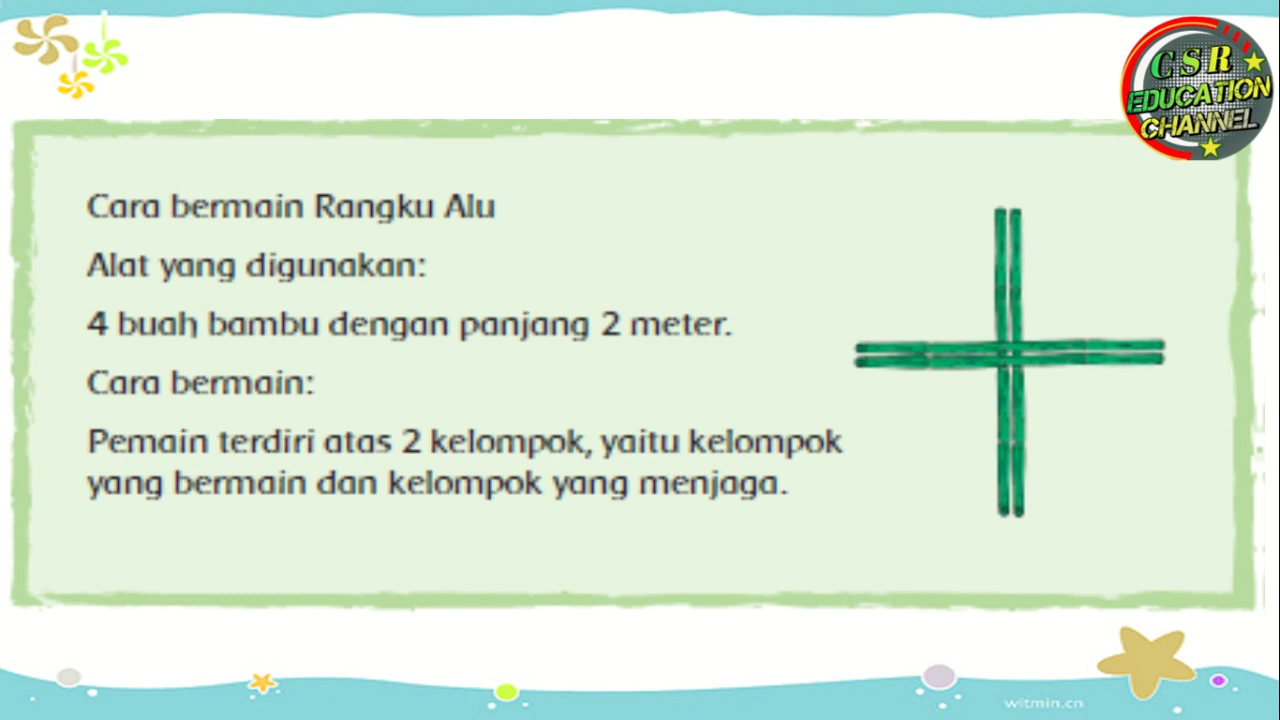 CSR
EDUCATION
CHANNEL
Cara bermain Rangku Alu
Alat yang digunakan:
4 buah bambu dengan panjang 2 meter.
Cara bermain:
Pemain terdiri atas 2 kelompok, yaitu kelompok
yang bermain dan kelompok yang menjaga.
witmin.cn